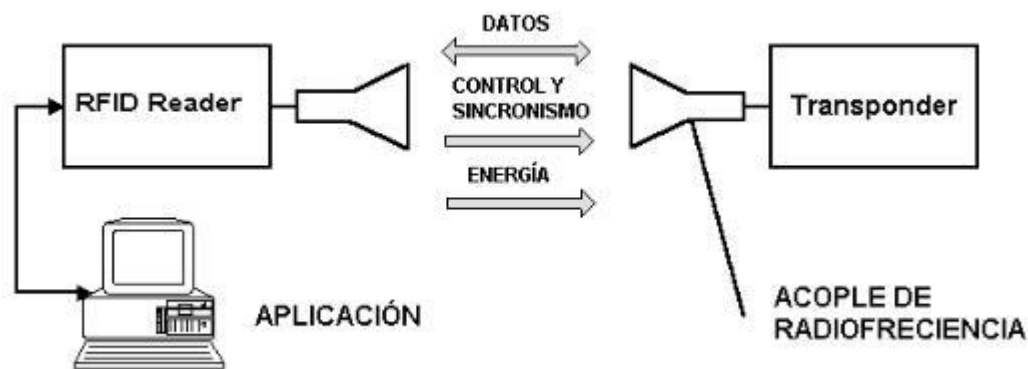 DATOS
RFID Reader
CONTROL Y
SINCRONISMO
Transponder
ENERGÍA
APLICACIÓN
ACOPLE DE
RADIOFRECIENCIA